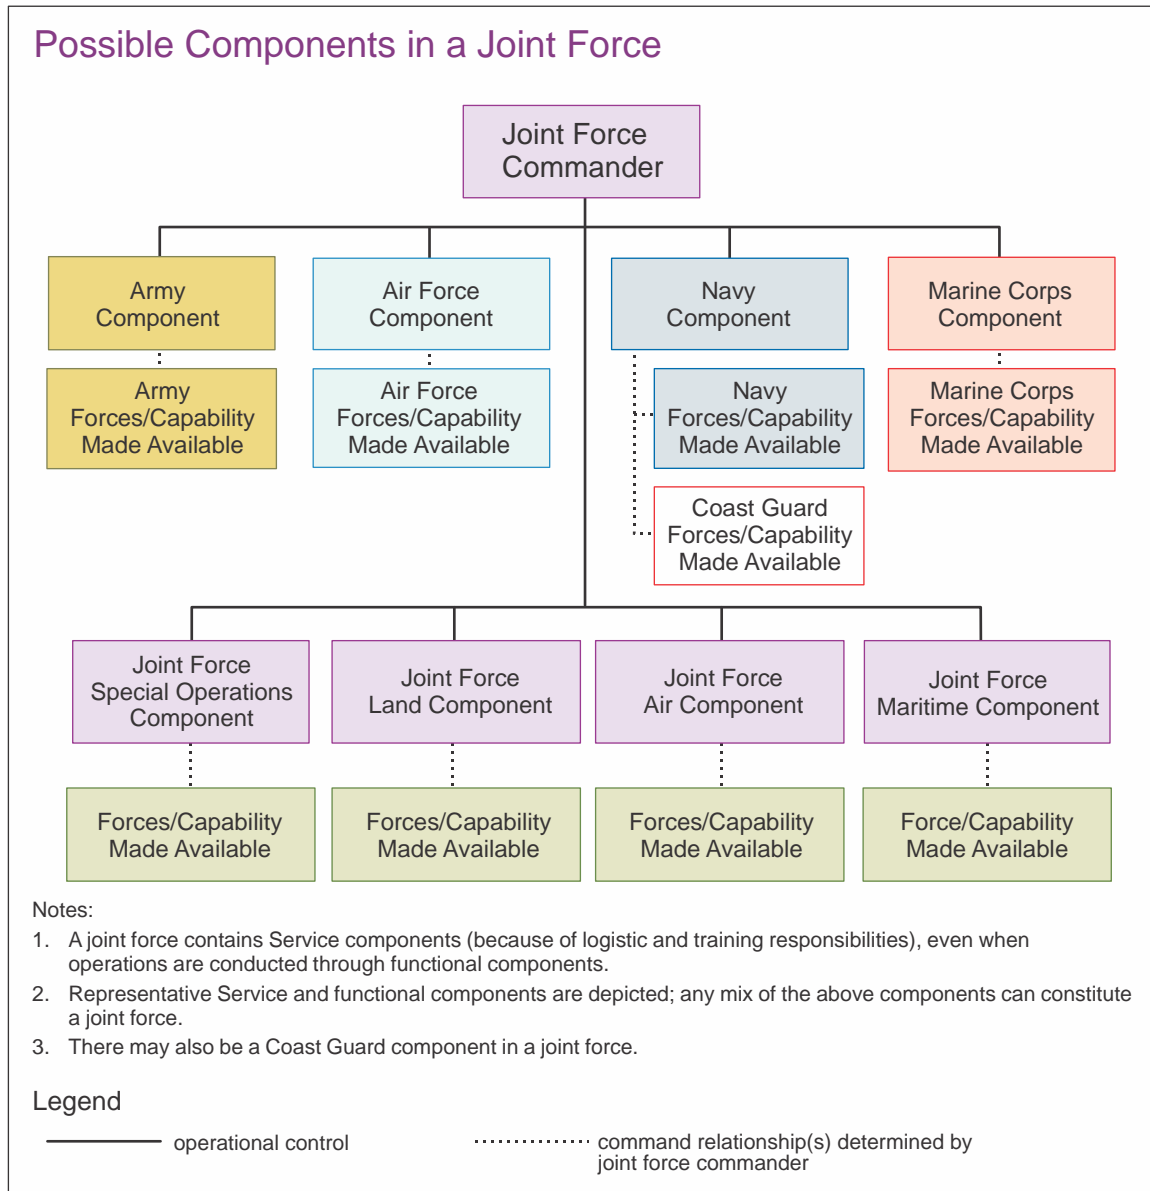 Possible Components in a Joint Force
Joint Force
Commander
Army
Component
Air Force
Component
Navy
Component
Marine Corps
Component
Army
Forces/Capability
Made Available
Air Force
Forces/Capability
Made Available
Navy
Forces/Capability
Made Available
Marine Corps
Forces/Capability
Made Available
Coast Guard
Forces/Capability
Made Available
Joint Force
Special Operations
Component
Joint Force
Land Component
Joint Force
Air Component
Joint Force
Maritime Component
Forces/Capability
Made Available
Forces/Capability
Made Available
Forces/Capability
Made Available
Force/Capability
Made Available
Notes:
1. A joint force contains Service components (because of logistic and training responsibilities), even when
operations are conducted through functional components.
2. Representative Service and functional components are depicted; any mix of the above components can constitute
a joint force.
3. There may also be a Coast Guard component in a joint force.
Legend
operational control
command relationship(s) determined by
joint force commander